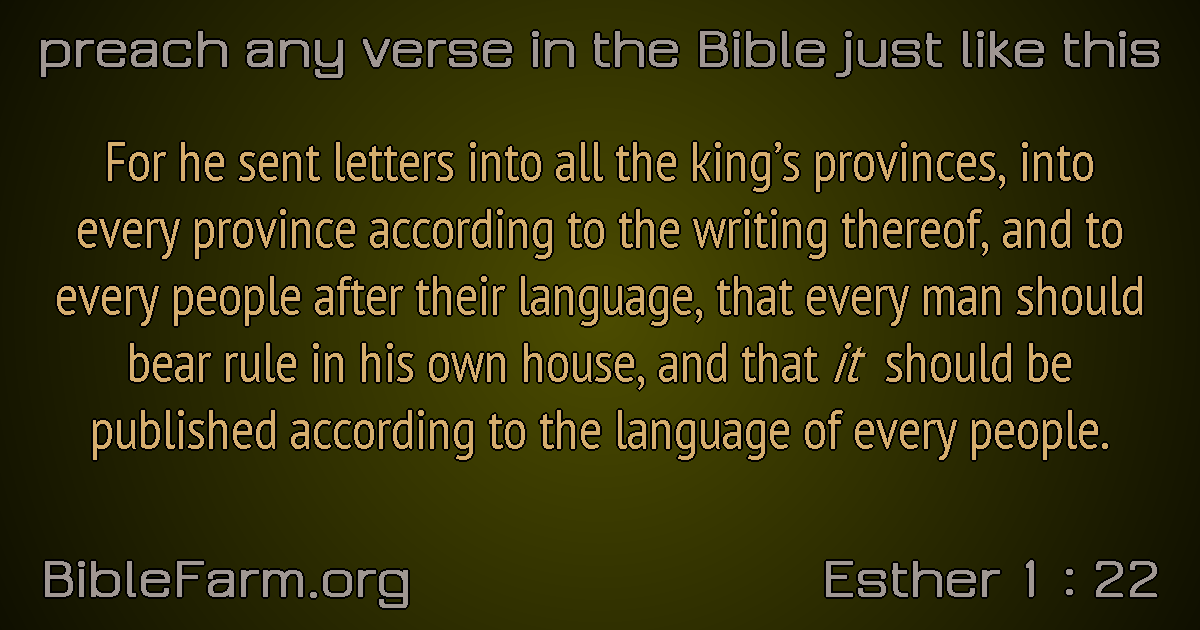 preach any verse in the Bible just like this
For he sent letters into all the king’s provinces, into
every province according to the writing thereof, and to
every people after their language, that every man should
bear rule in his own house, and that it should be
published according to the language of every people.
BibleFarm.org
Esther 1 : 22